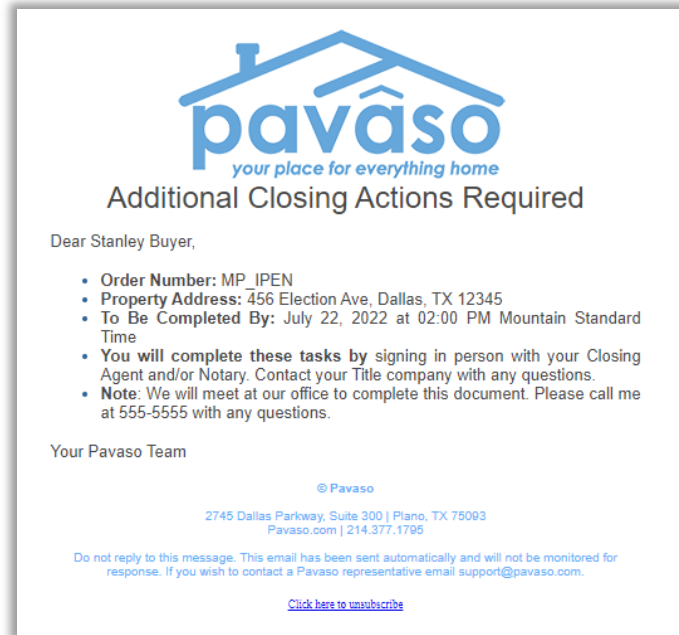 pavâso
your place for everything home
Additional Closing Actions Required
Dear Stanley Buyer,
• Order Number: MP_IPEN
• Property Address: 456 Election Ave, Dallas, TX 12345
• To Be Completed By: July 22, 2022 at 02:00 PM Mountain Standard
Time
• You will complete these tasks by signing in person with your Closing
Agent and/or Notary. Contact your Title company with any questions.
• Note: We will meet at our office to complete this document. Please call me
at 555-5555 with any questions.
Your Pavaso Team
© Pavaso
2745 Dallas Parkway, Suite 300 | Plano, TX 75093
Pavaso.com | 214.377.1795
Do not reply to this message. This email has been sent automatically and will not be monitored for
response. If you wish to contact a Pavaso representative email support@pavaso.com.
Click here to unsubscribe